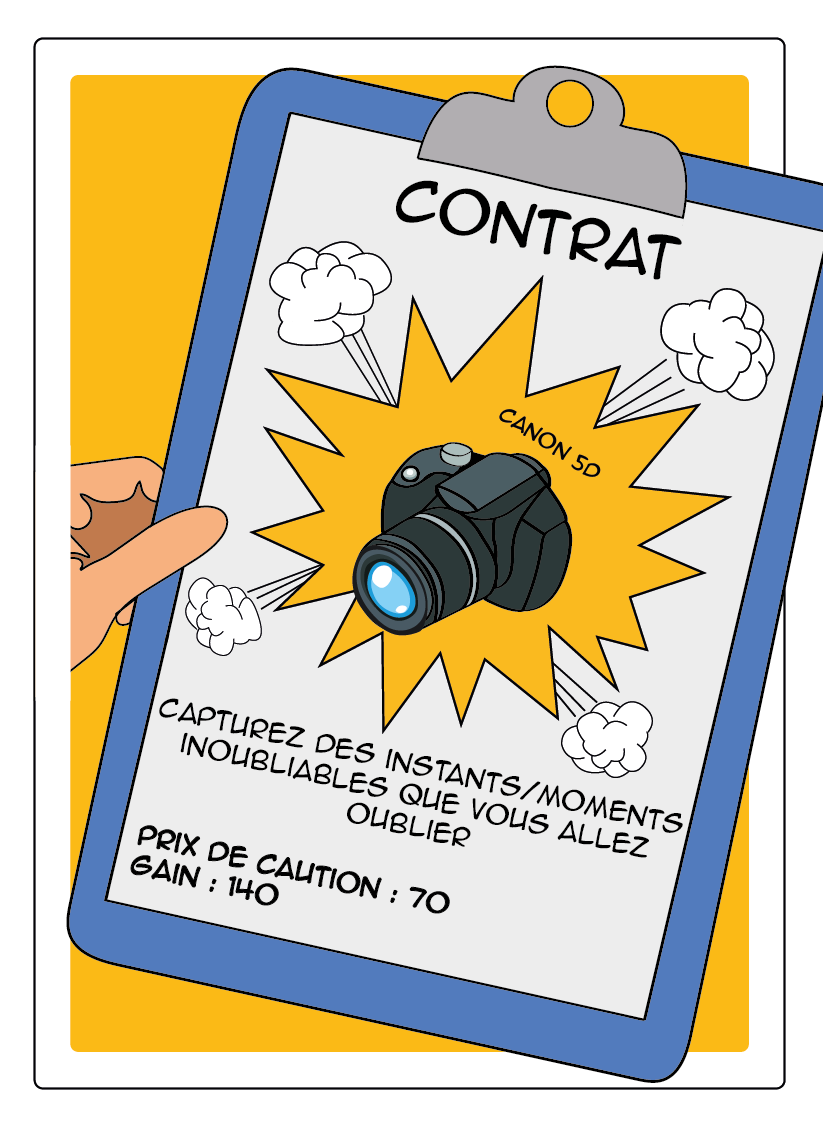 CONTRAT
CANON 5D
CAPTUREZ DES INSTANTS/MOMENTS
INOUBLIABLES QUE VOUS ALLEZ
OUBLIER
PRIX DE CAUTION : 70
GAIN : 140